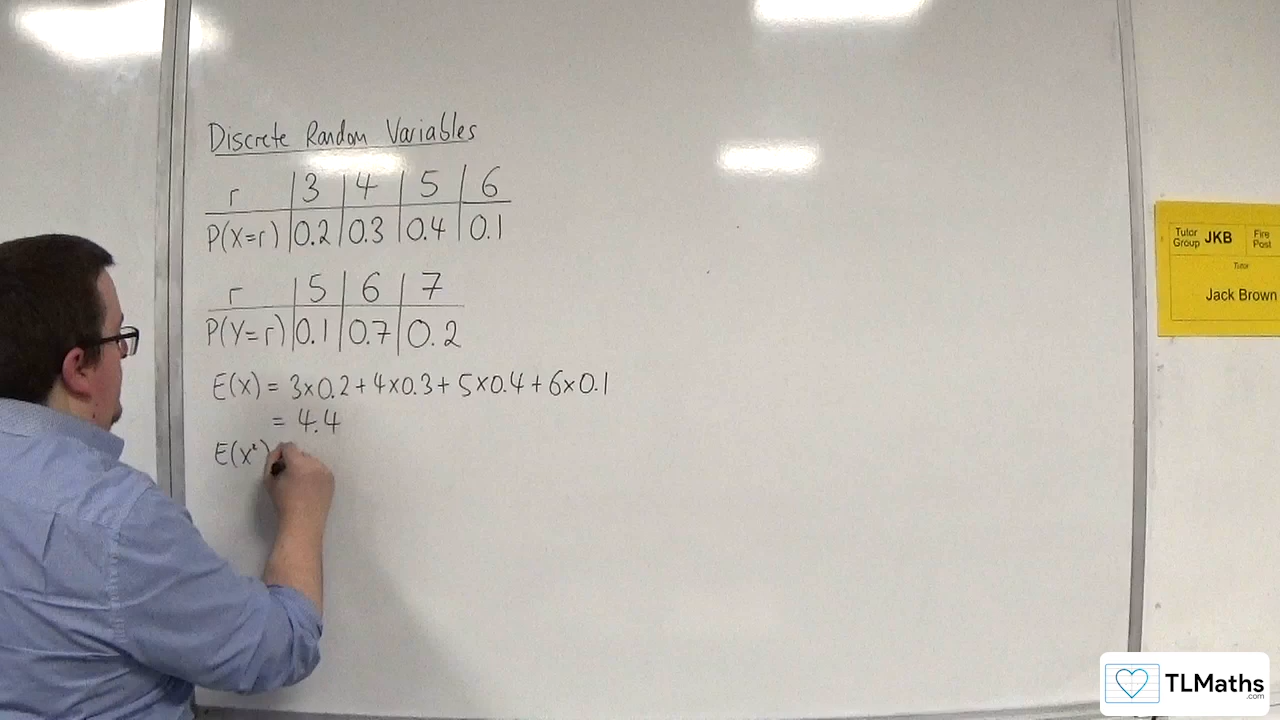 Discrete Random Variables
r 3 4 5 6
P(X=r) 0.2 0.3 0.4 0.1
r 5 6 7
P(Y=r) 0.1 0.7 0.2
E(X) = 3×0.2+4×0.3+5×0.4+6×0.1
= 4.4
E(X²)
Tutor Group JKB Fire Post
Tutor
Jack Brown
TLMaths
.com